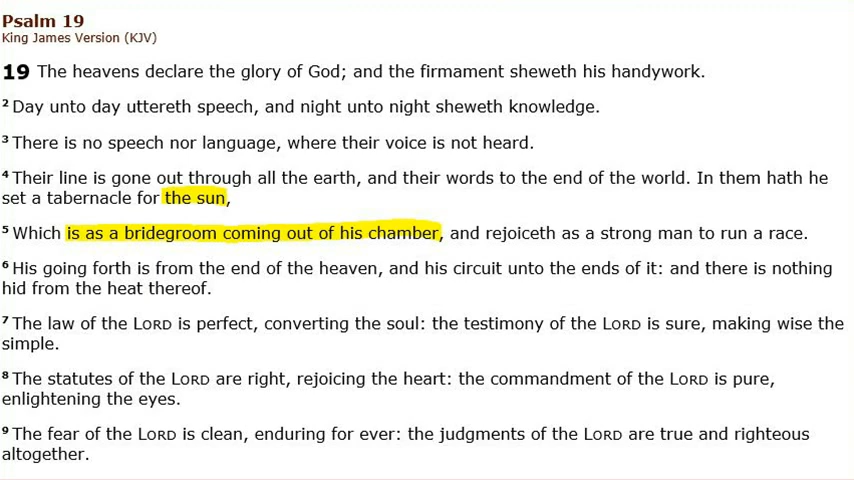 Psalm 19
King James Version (KJV)
19 The heavens declare the glory of God; and the firmament sheweth his handywork.
2 Day unto day uttereth speech, and night unto night sheweth knowledge.
3 There is no speech nor language, where their voice is not heard.
4 Their line is gone out through all the earth, and their words to the end of the world. In them hath he
set a tabernacle for the sun,
5 Which is as a bridegroom coming out of his chamber, and rejoiceth as a strong man to run a race.
6 His going forth is from the end of the heaven, and his circuit unto the ends of it: and there is nothing
hid from the heat thereof.
7 The law of the LORD is perfect, converting the soul: the testimony of the LORD is sure, making wise the
simple.
8 The statutes of the LORD are right, rejoicing the heart: the commandment of the LORD is pure,
enlightening the eyes.
9 The fear of the LORD is clean, enduring for ever: the judgments of the LORD are true and righteous
altogether.